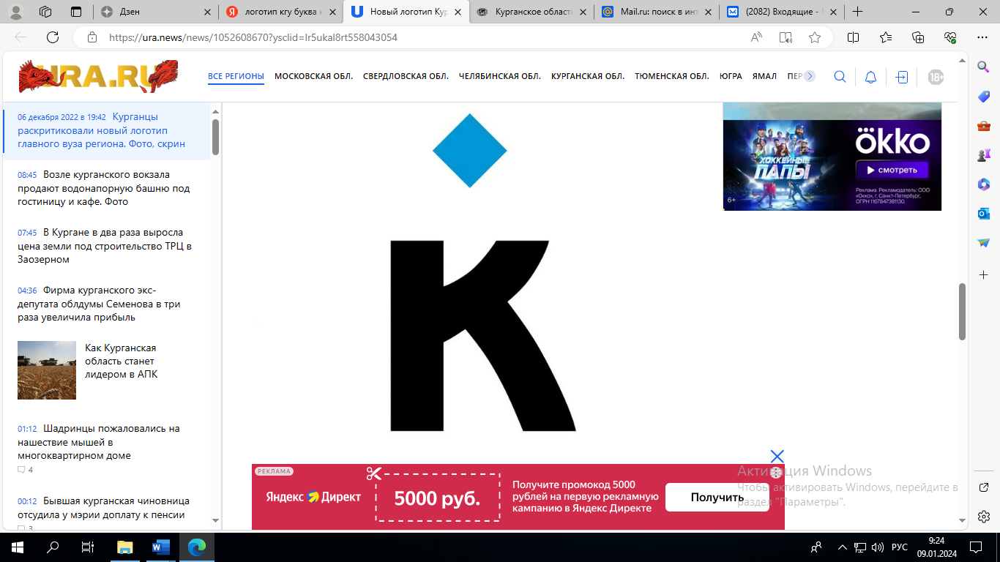 Дзен
логотип кгу буква к
Новый логотип Кур
Курганское област
Mail.ru: поиск в инт
(2082) Входящие -
https://ura.news/news/1052608670?ysclid=lr5ukal8rt558043054
URA.RU
ВСЕ РЕГИОНЫ МОСКОВСКАЯ ОБЛ. СВЕРДЛОВСКАЯ ОБЛ. ЧЕЛЯБИНСКАЯ ОБЛ. КУРГАНСКАЯ ОБЛ. ТЮМЕНСКАЯ ОБЛ. ЮГРА ЯМАЛ ПЕР
18+
06 декабря 2022 в 19:42 Курганцы
раскритиковали новый логотип
главного вуза региона. Фото, скрин
08:45 Возле курганского вокзала
продают водонапорную башню под
гостиницу и кафе. Фото
07:45 В Кургане в два раза выросла
цена земли под строительство ТРЦ в
Заозерном
04:36 Фирма курганского экс-
депутата облдумы Семенова в три
раза увеличила прибыль
Как Курганская
область станет
лидером в АПК
01:12 Шадринцы пожаловались на
нашествие мышей в
многоквартирном доме
4
00:12 Бывшая курганская чиновница
отсудила у мэрии доплату к пенсии
3
К
ХОККЕЙНЫЕ
ПАПЫ
6+
ökko
смотреть
Реклама. Рекламодатель: ООО
«Окко», г. Санкт-Петербург,
ОГРН 1167847381130.
РЕКЛАМА
Яндекс Директ
5000 руб.
Получите промокод 5000
рублей на первую рекламную
кампанию в Яндекс Директе
Получить
Активация Windows
Чтобы активировать Windows, перейдите в
раздел "Параметры".
РУС
9:24
09.01.2024